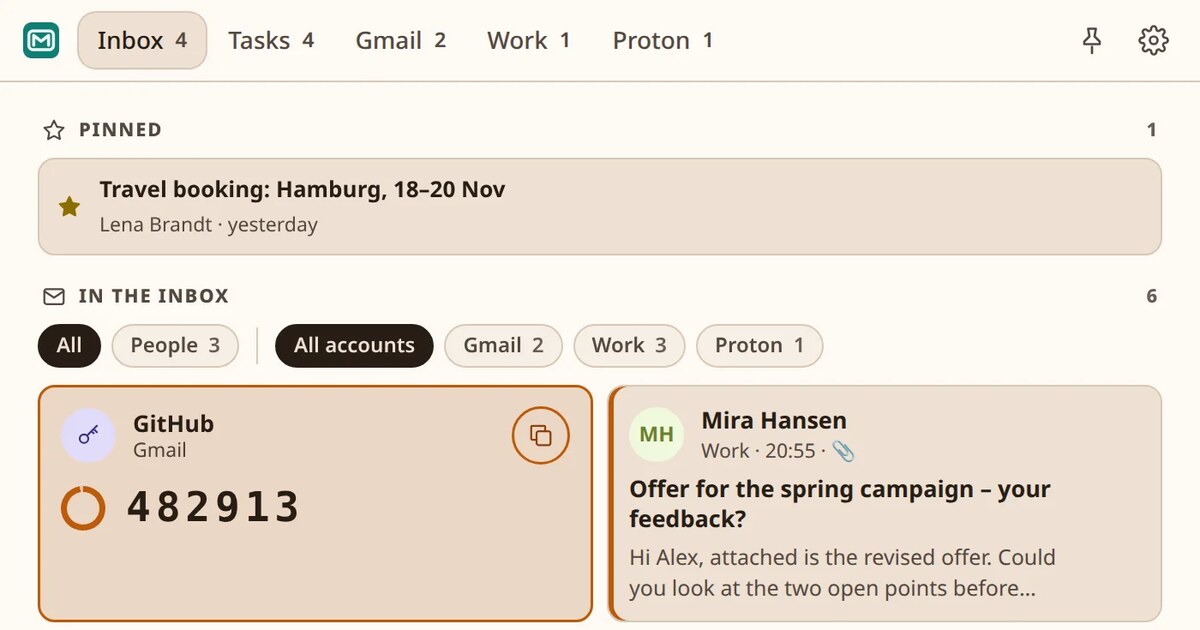 Inbox 4 Tasks 4 Gmail 2 Work 1 Proton 1
PINNED 1
Travel booking: Hamburg, 18–20 Nov
Lena Brandt · yesterday
IN THE INBOX 6
All People 3 All accounts Gmail 2 Work 3 Proton 1
GitHub
Gmail
482913
MH
Mira Hansen
Work · 20:55 · 📎
Offer for the spring campaign – your
feedback?
Hi Alex, attached is the revised offer. Could
you look at the two open points before…